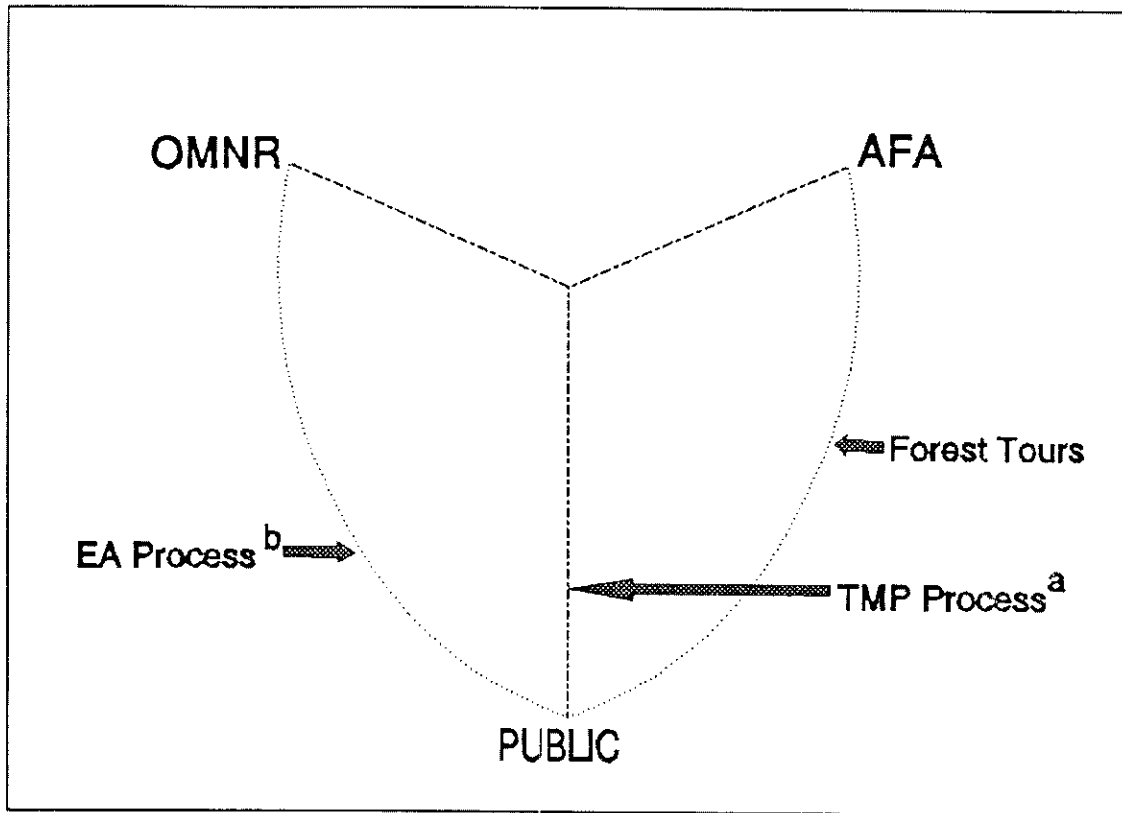 OMNR
AFA
Forest Tours
EA Process b
TMP Process a
PUBLIC